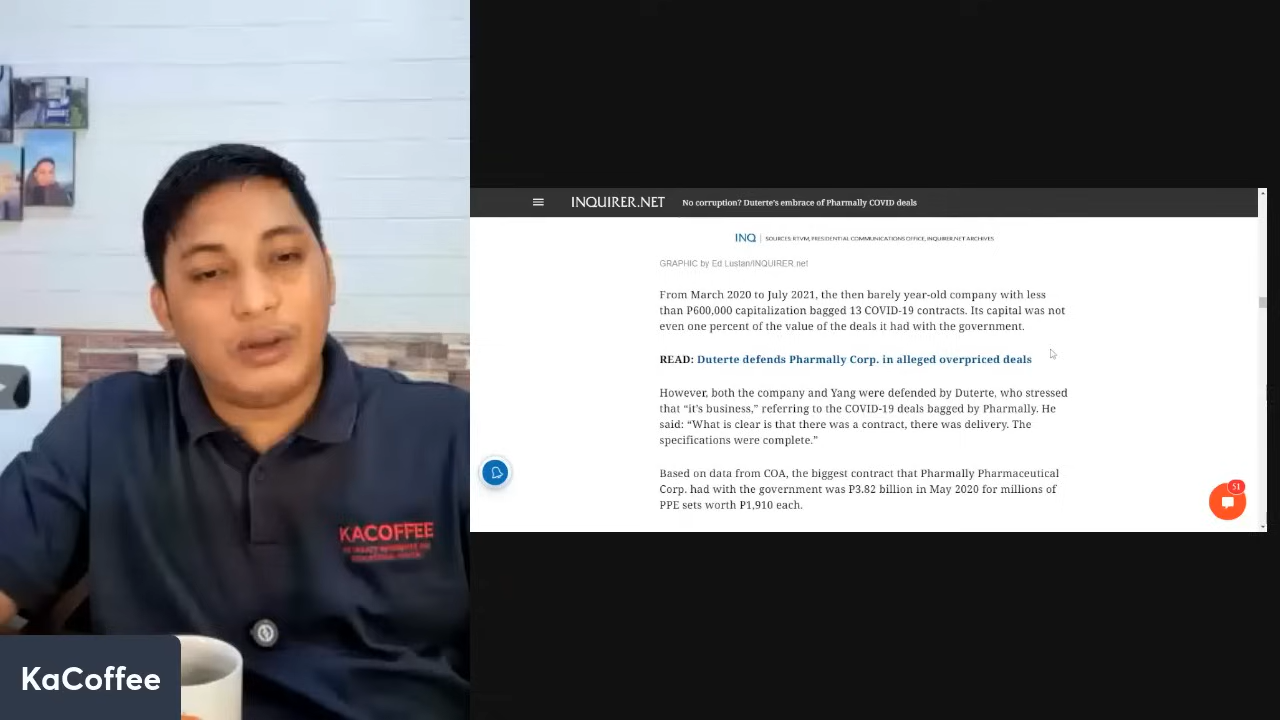 INQUIRER.NET No corruption? Duterte's embrace of Pharmally COVID deals
INQ | SOURCES: RTVM, PRESIDENTIAL COMMUNICATIONS OFFICE, INQUIRER.NET ARCHIVES
GRAPHIC by Ed Lustan/INQUIRER.net
From March 2020 to July 2021, the then barely year-old company with less
than P600,000 capitalization bagged 13 COVID-19 contracts. Its capital was not
even one percent of the value of the deals it had with the government.
READ: Duterte defends Pharmally Corp. in alleged overpriced deals
However, both the company and Yang were defended by Duterte, who stressed
that “it's business,” referring to the COVID-19 deals bagged by Pharmally. He
said: “What is clear is that there was a contract, there was delivery. The
specifications were complete.”
Based on data from COA, the biggest contract that Pharmally Pharmaceutical
Corp. had with the government was P3.82 billion in May 2020 for millions of
PPE sets worth P1,910 each.
51
KACOFFEE
KaCoffee